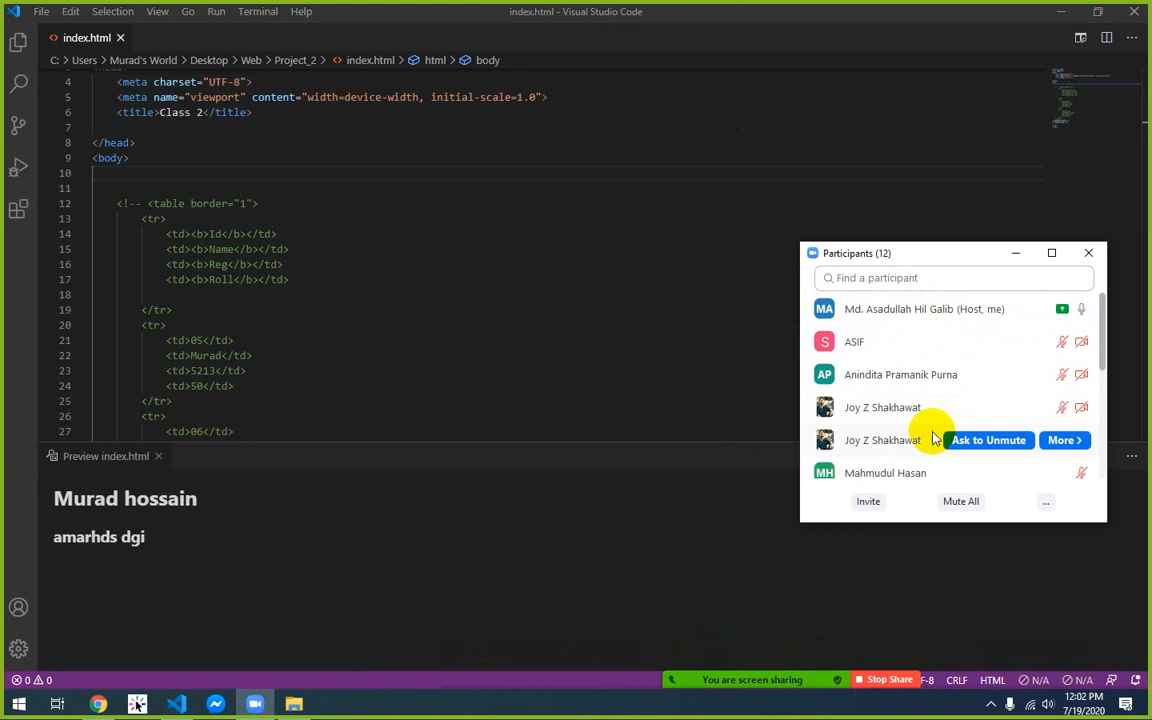 File Edit Selection View Go Run Terminal Help index.html - Visual Studio Code
index.html
C: > Users > Murad's World > Desktop > Web > Project_2 > index.html > html > body
4 <meta charset="UTF-8">
5 <meta name="viewport" content="width=device-width, initial-scale=1.0">
6 <title>Class 2</title>
7
8 </head>
9 <body>
10
11
12 <!-- <table border="1">
13 <tr>
14 <td><b>Id</b></td>
15 <td><b>Name</b></td>
16 <td><b>Reg</b></td>
17 <td><b>Roll</b></td>
18
19 </tr>
20 <tr>
21 <td>05</td>
22 <td>Murad</td>
23 <td>5213</td>
24 <td>50</td>
25 </tr>
26 <tr>
27 <td>06</td>
Participants (12)
Find a participant
MA Md. Asadullah Hil Galib (Host, me)
S ASIF
AP Anindita Pramanik Purna
Joy Z Shakhawat
Joy Z Shakhawat Ask to Unmute More >
MH Mahmudul Hasan
Invite Mute All ...
Preview index.html
Murad hossain
amarhds dgi
0 0 You are screen sharing Stop Share F-8 CRLF HTML N/A N/A
12:02 PM
7/19/2020